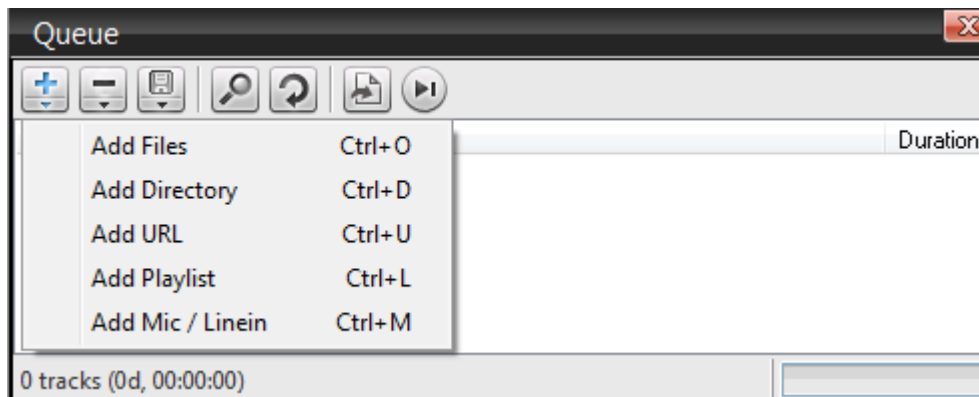 Queue
Duration
Add Files Ctrl+O
Add Directory Ctrl+D
Add URL Ctrl+U
Add Playlist Ctrl+L
Add Mic / Linein Ctrl+M
0 tracks (0d, 00:00:00)